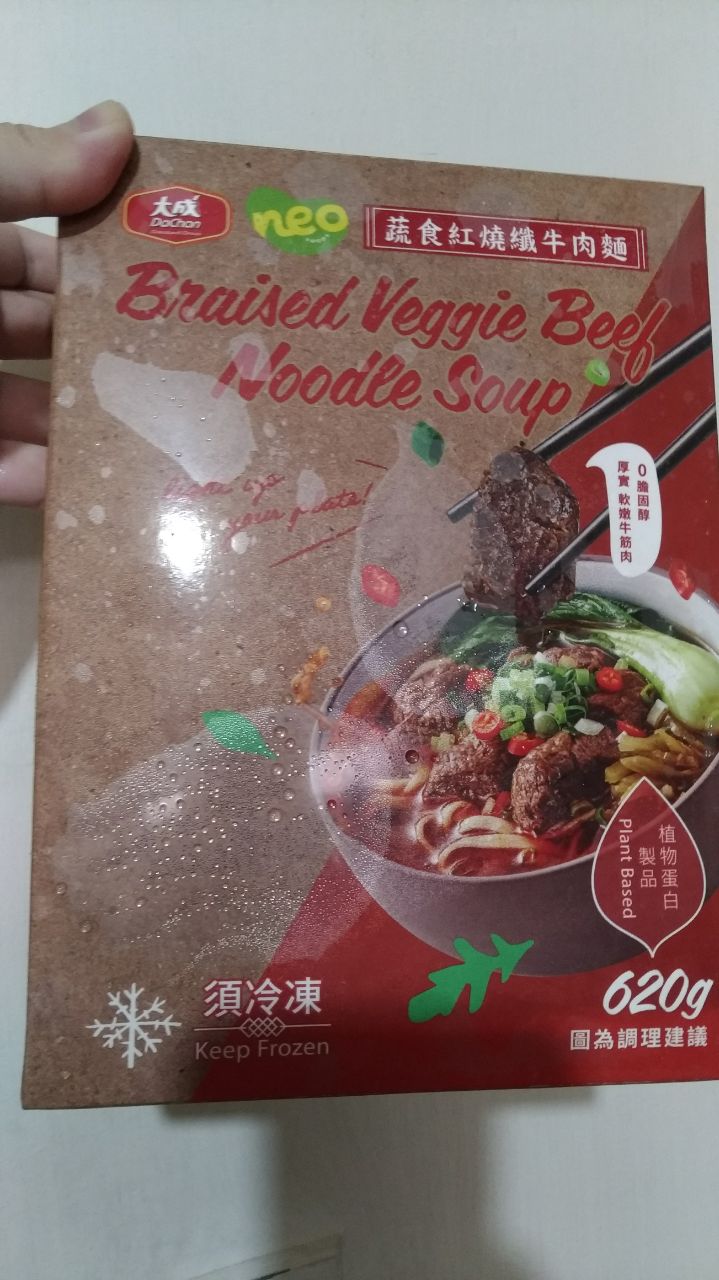 大成
DaChan
neo
蔬食紅燒纖牛肉麵
Braised Veggie Beef
Noodle Soup
your plate!
0膽固醇
厚實 軟嫩牛筋肉
植物蛋白
製品
Plant Based
620g
圖為調理建議
須冷凍
Keep Frozen